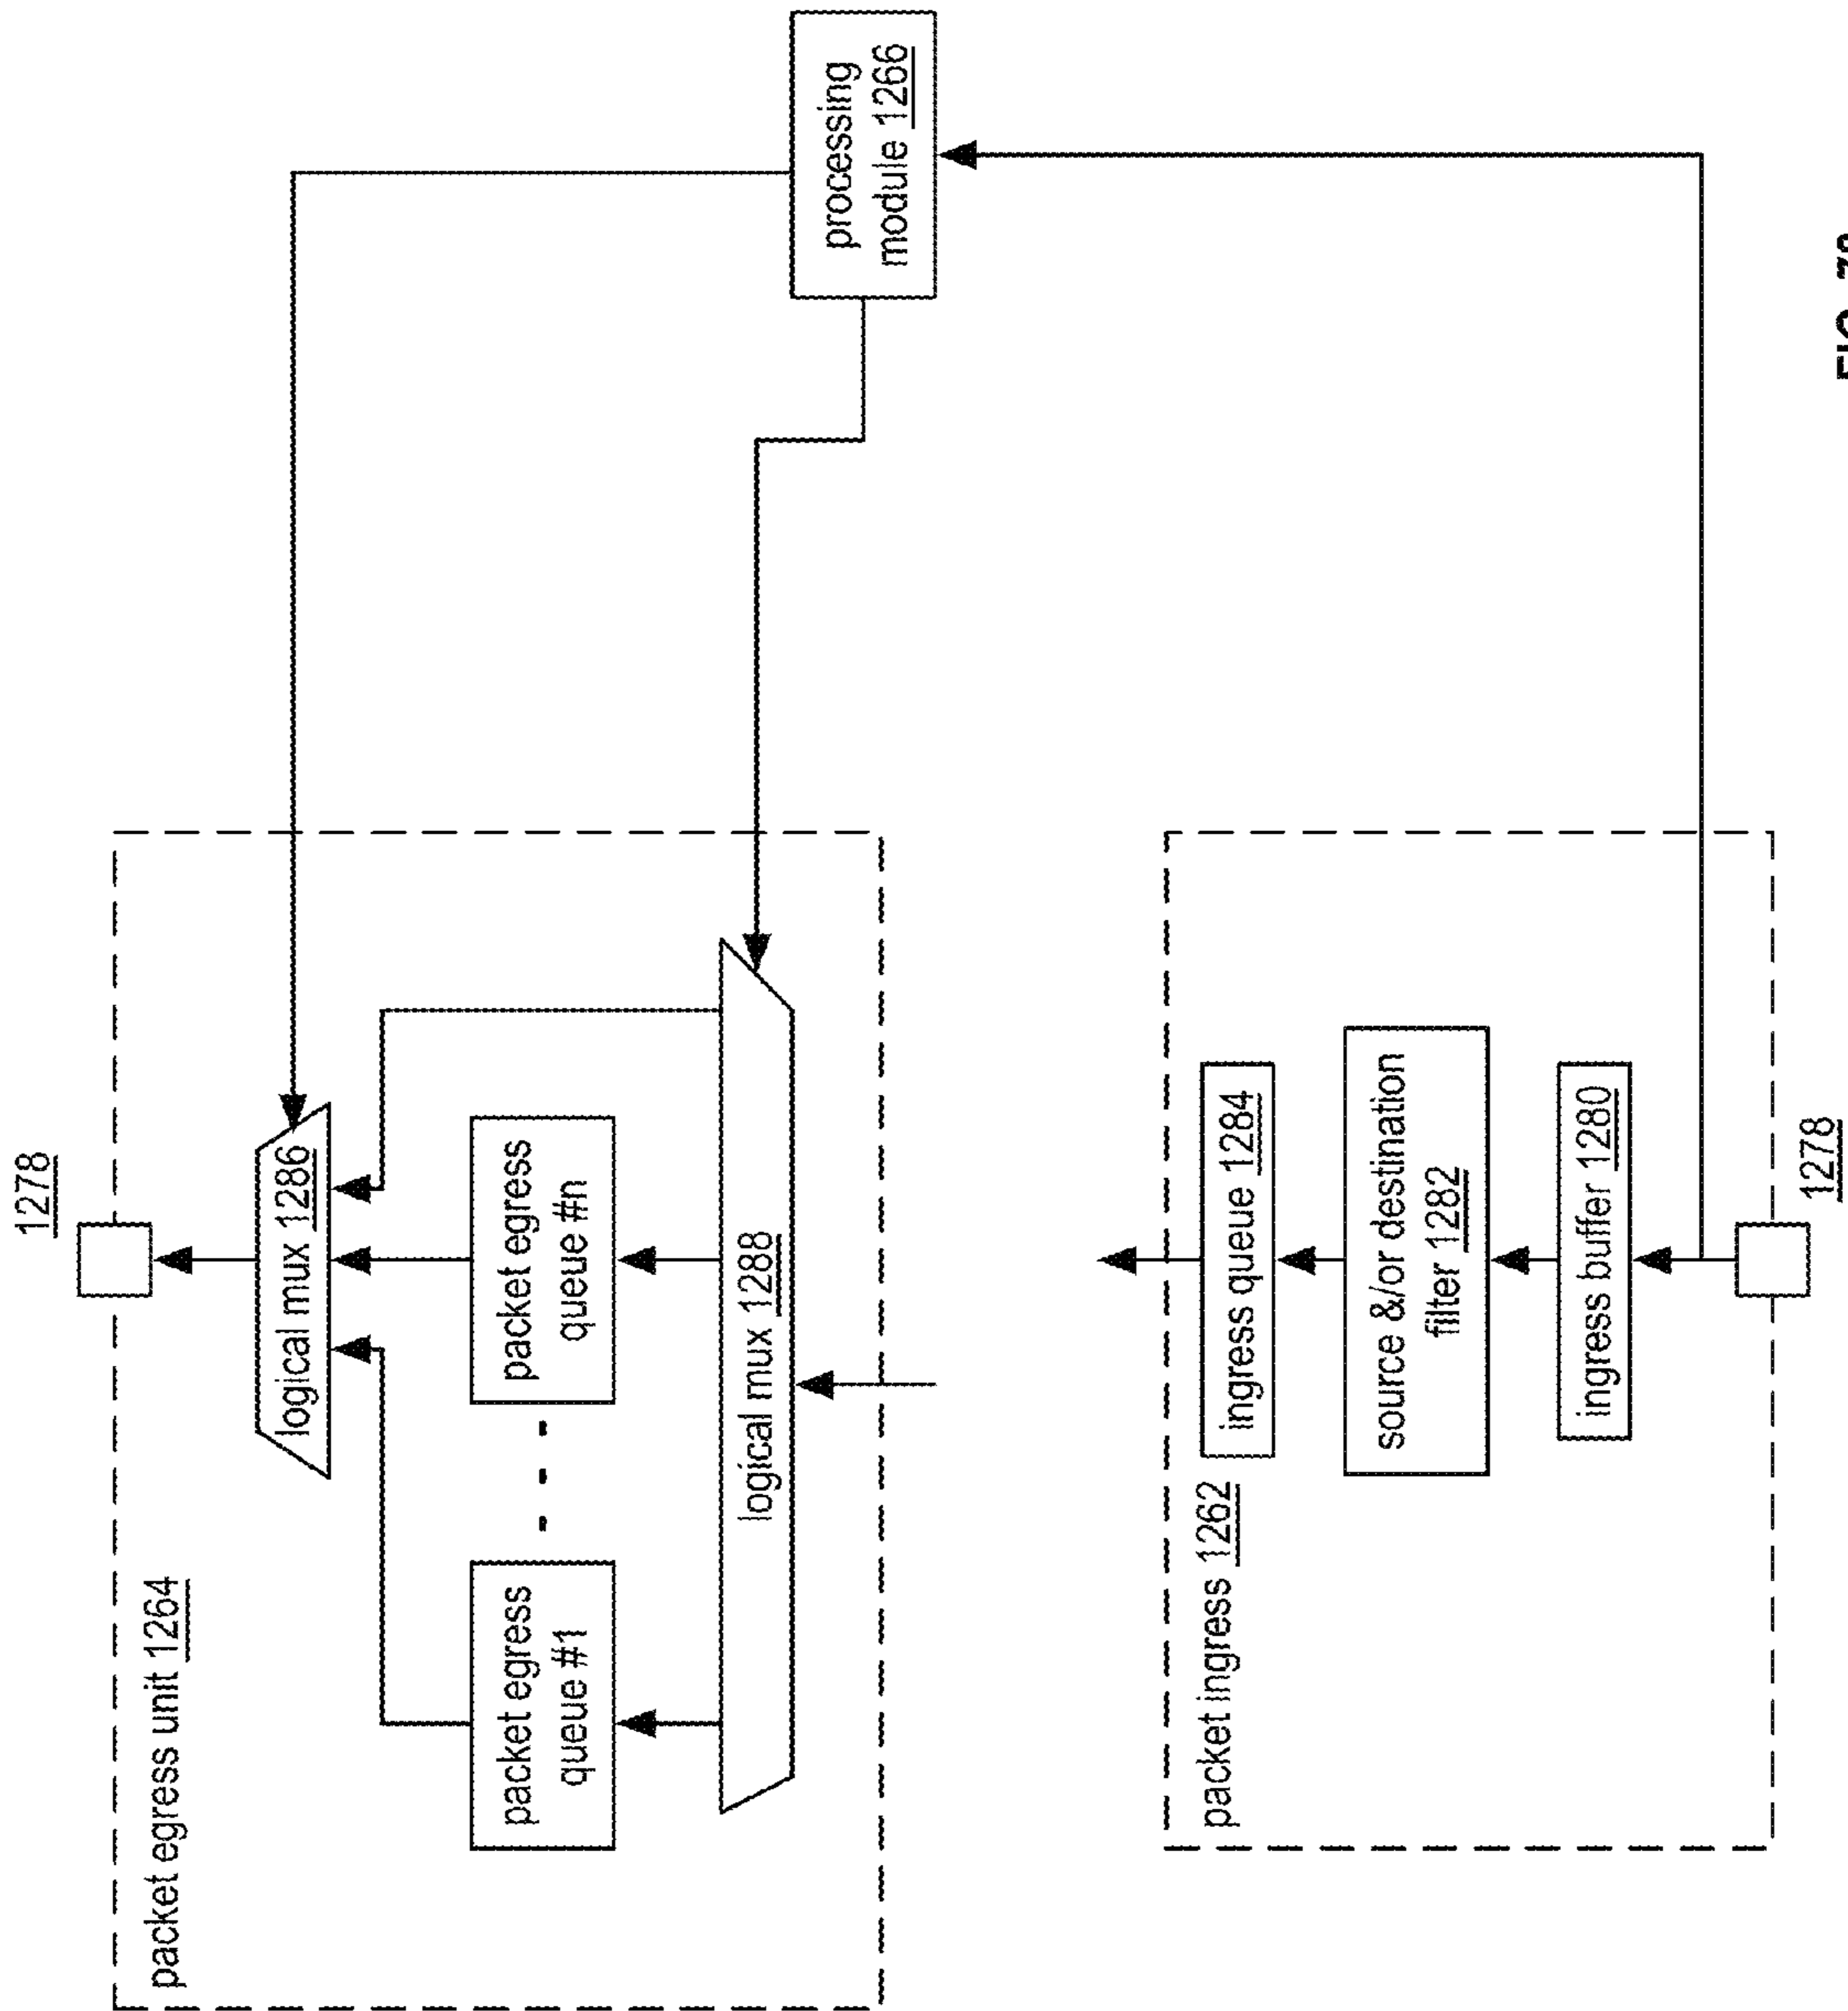 1278
packet egress unit 1264
logical mux 1286
packet egress
queue #1
packet egress
queue #n
logical mux 1288
processing
module 1266
packet ingress 1262
ingress queue 1284
source &/or destination
filter 1282
ingress buffer 1280
1278
FIG.